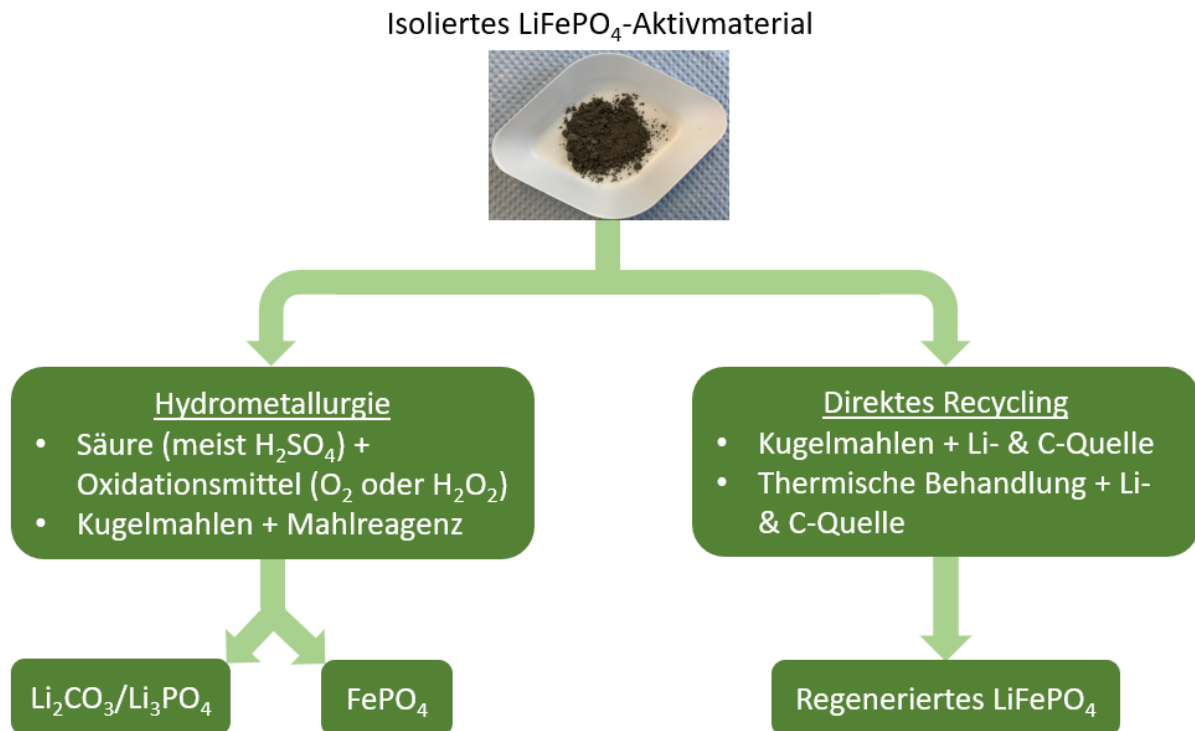 Isoliertes LiFePO₄-Aktivmaterial
Hydrometallurgie
• Säure (meist H₂SO₄) +
Oxidationsmittel (O₂ oder H₂O₂)
• Kugelmahlen + Mahlreagenz
Li₂CO₃/Li₃PO₄
FePO₄
Direktes Recycling
• Kugelmahlen + Li- & C-Quelle
• Thermische Behandlung + Li-
& C-Quelle
Regeneriertes LiFePO₄